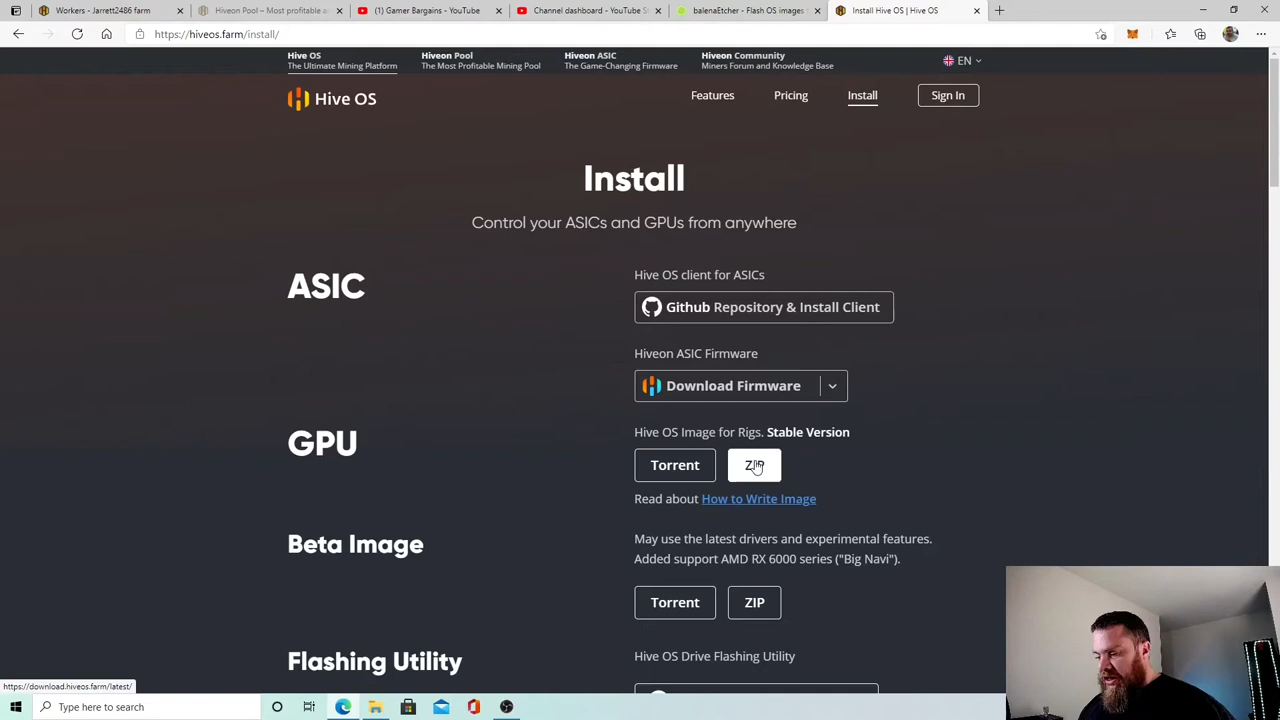 Workers - Jarrett2486 farm
Hiveon Pool – Most profitable a
(1) Gamer Bargains - YouTube
Channel dashboard - YouTube S
balenaEtcher - Flash OS images
Install Hive OS | Hive OS
https://hiveos.farm/install/
Hive OS
The Ultimate Mining Platform
Hiveon Pool
The Most Profitable Mining Pool
Hiveon ASIC
The Game-Changing Firmware
Hiveon Community
Miners Forum and Knowledge Base
EN
Hive OS
Features
Pricing
Install
Sign In
Install
Control your ASICs and GPUs from anywhere
ASIC
Hive OS client for ASICs
Github Repository & Install Client
Hiveon ASIC Firmware
Download Firmware
GPU
Hive OS Image for Rigs. Stable Version
Torrent
ZIP
Read about How to Write Image
Beta Image
May use the latest drivers and experimental features.
Added support AMD RX 6000 series ("Big Navi").
Torrent
ZIP
Flashing Utility
Hive OS Drive Flashing Utility
https://download.hiveos.farm/latest/
Type here to search